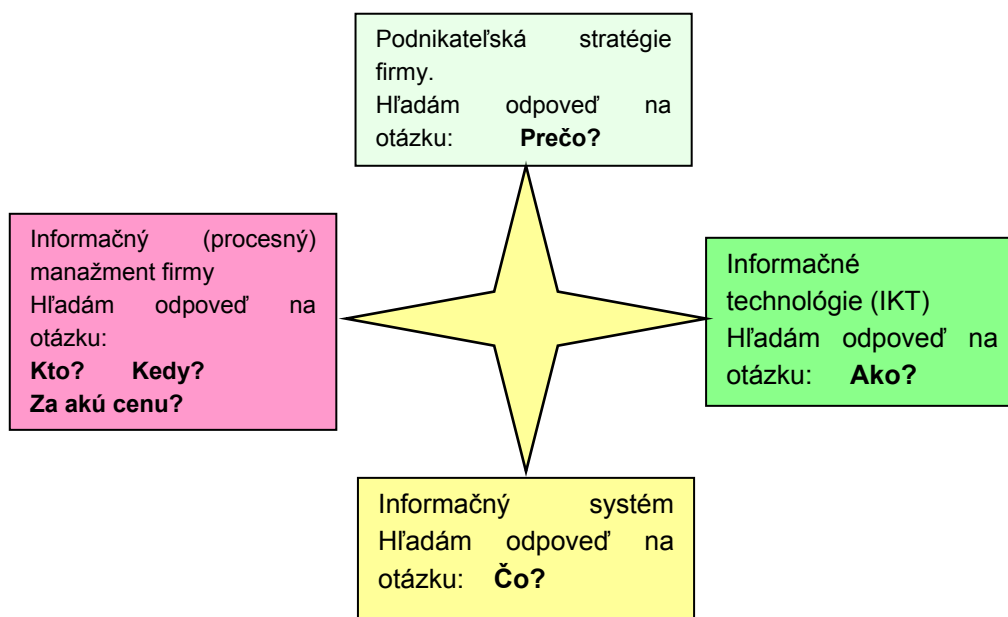 Podnikateľská stratégie
firmy.
Hľadám odpoveď na
otázku: Prečo?
Informačný (procesný)
manažment firmy
Hľadám odpoveď na
otázku:
Kto? Kedy?
Za akú cenu?
Informačné
technológie (IKT)
Hľadám odpoveď na
otázku: Ako?
Informačný systém
Hľadám odpoveď na
otázku: Čo?